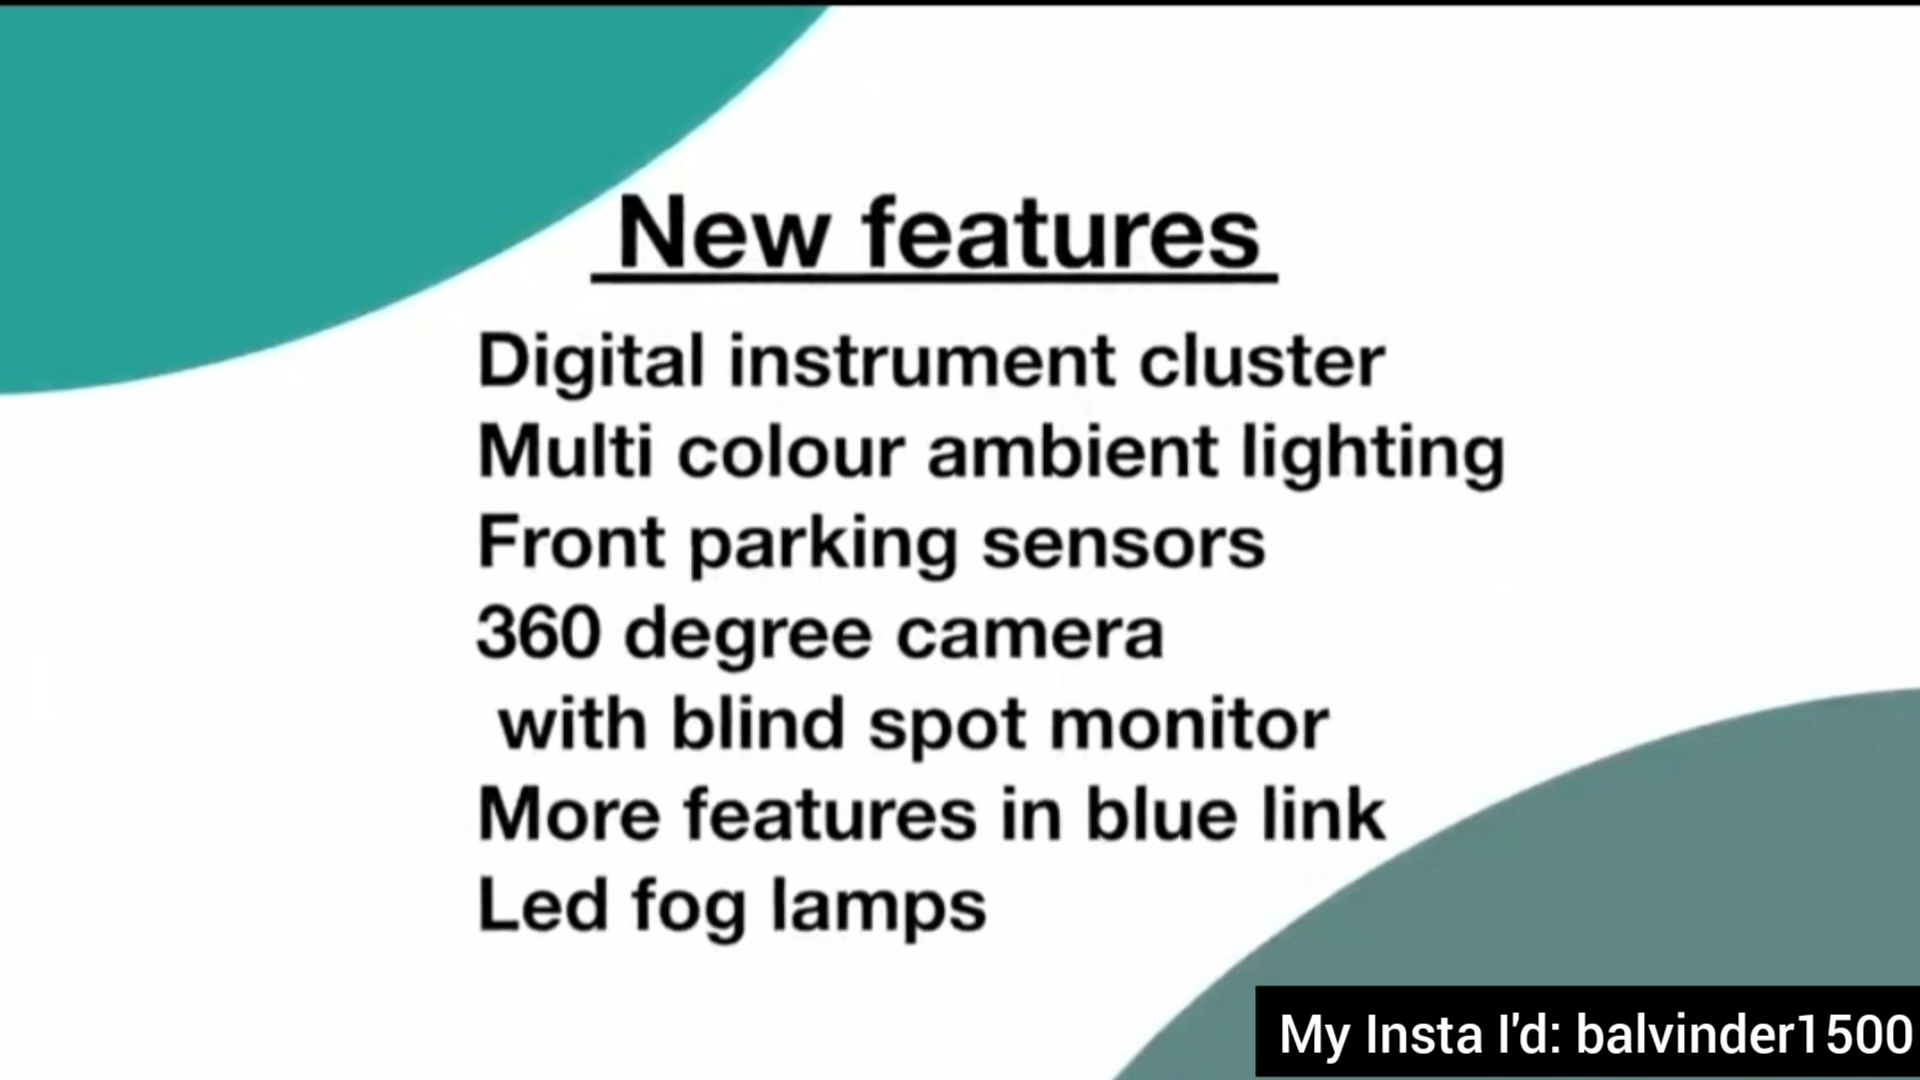 New features
Digital instrument cluster
Multi colour ambient lighting
Front parking sensors
360 degree camera
with blind spot monitor
More features in blue link
Led fog lamps
My Insta I'd: balvinder1500